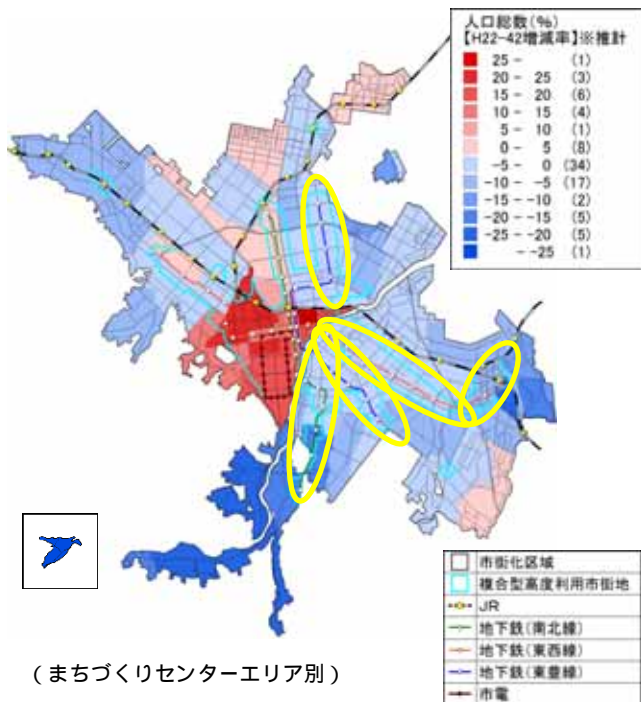 人口総数(%)
【H22-42増減率】※推計
25 - (1)
20 - 25 (3)
15 - 20 (6)
10 - 15 (4)
5 - 10 (1)
0 - 5 (8)
-5 - 0 (34)
-10 - -5 (17)
-15 - -10 (2)
-20 - -15 (5)
-25 - -20 (5)
- -25 (1)
市街化区域
複合型高度利用市街地
JR
地下鉄(南北線)
地下鉄(東西線)
地下鉄(東豊線)
市電
(まちづくりセンターエリア別)